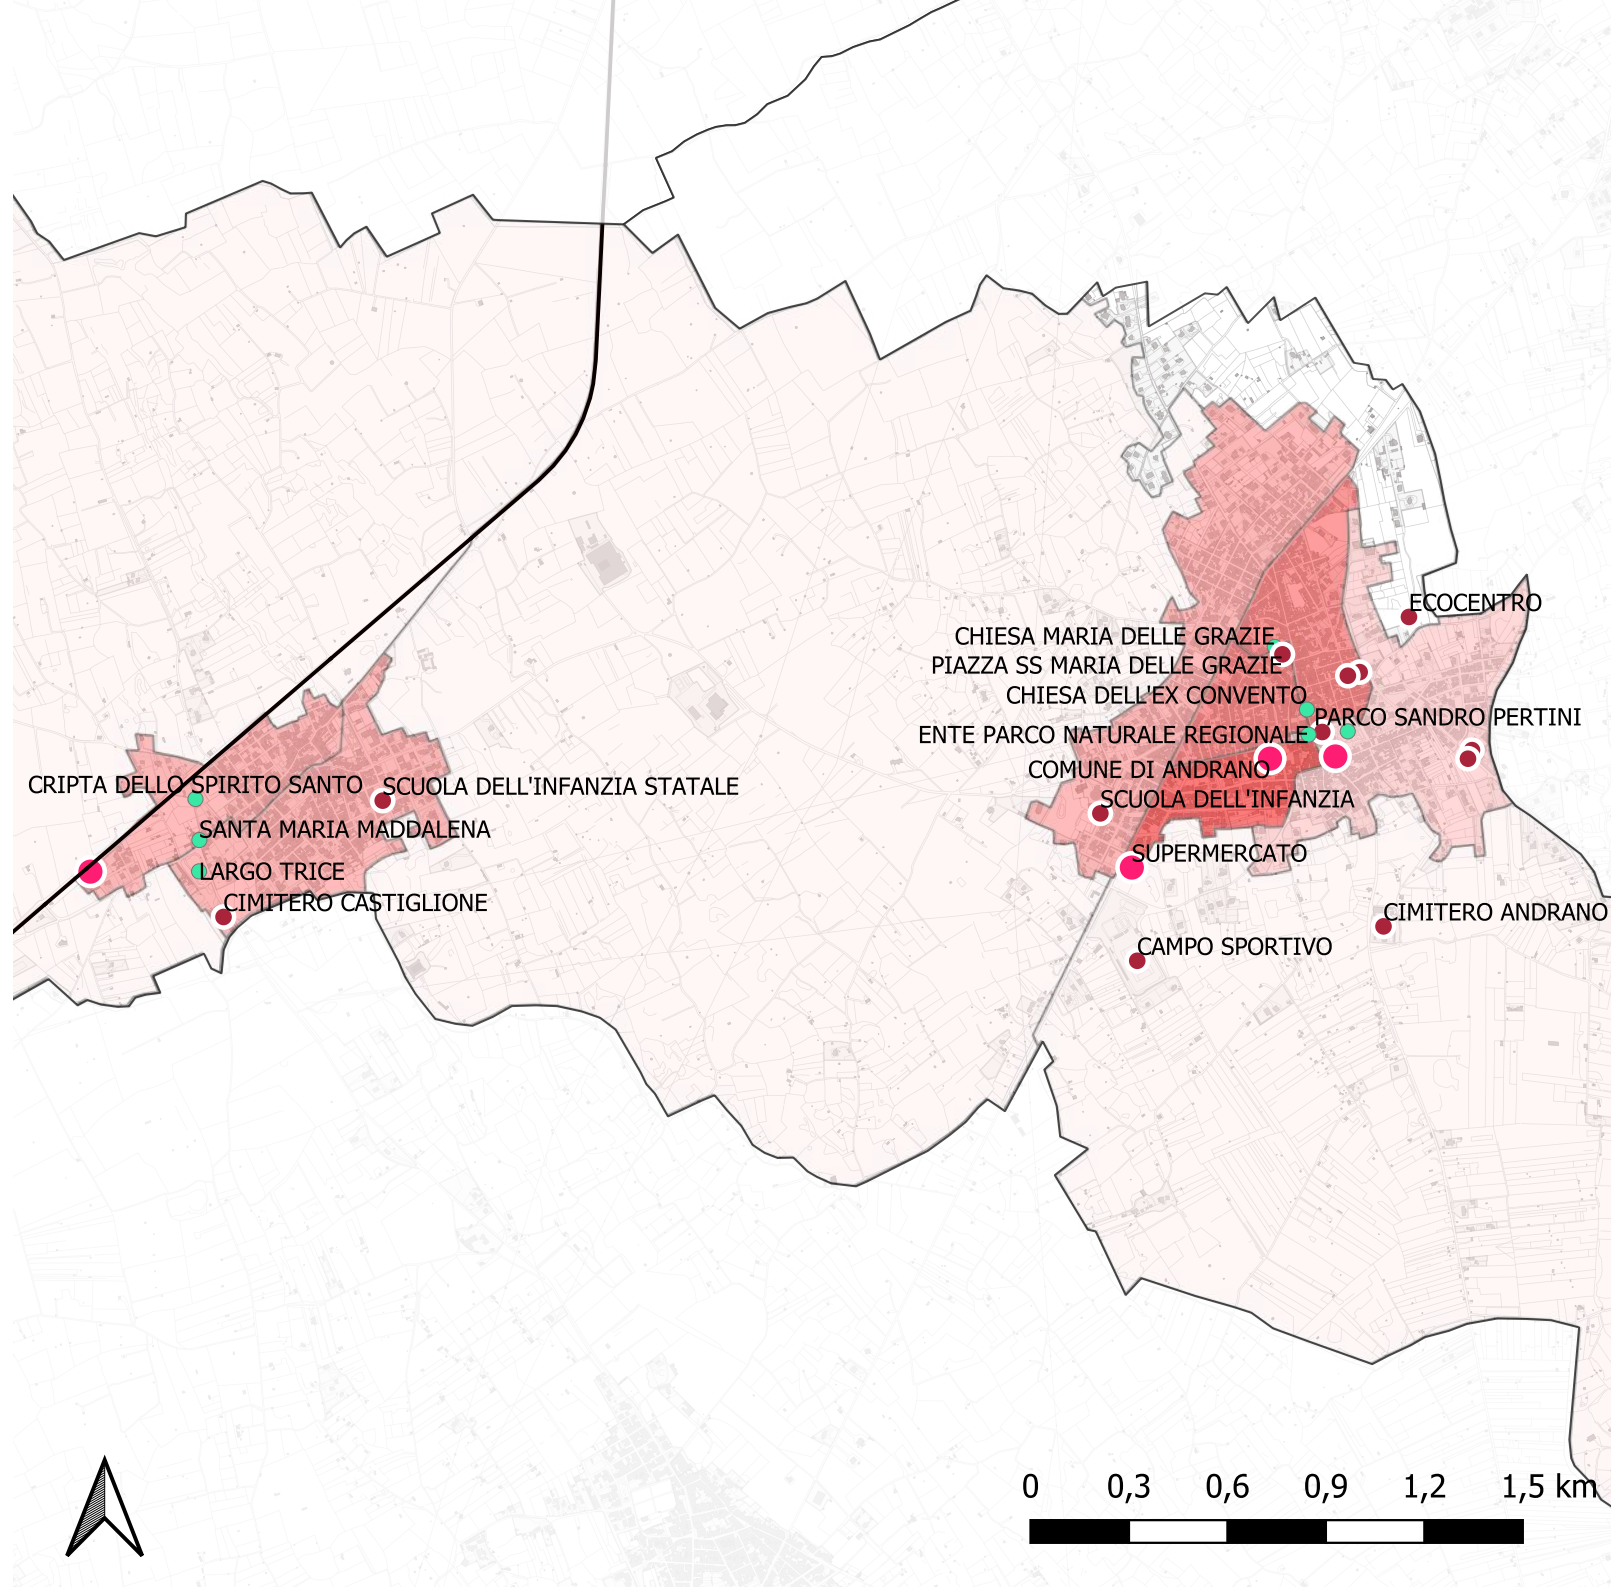 ECOCENTRO
CHIESA MARIA DELLE GRAZIE
PIAZZA SS MARIA DELLE GRAZIE
CHIESA DELL'EX CONVENTO
PARCO SANDRO PERTINI
ENTE PARCO NATURALE REGIONALE
COMUNE DI ANDRANO
CRIPTA DELLO SPIRITO SANTO
SCUOLA DELL'INFANZIA STATALE
SCUOLA DELL'INFANZIA
SANTA MARIA MADDALENA
SUPERMERCATO
LARGO TRICE
CIMITERO CASTIGLIONE
CIMITERO ANDRANO
CAMPO SPORTIVO
0 0,3 0,6 0,9 1,2 1,5 km